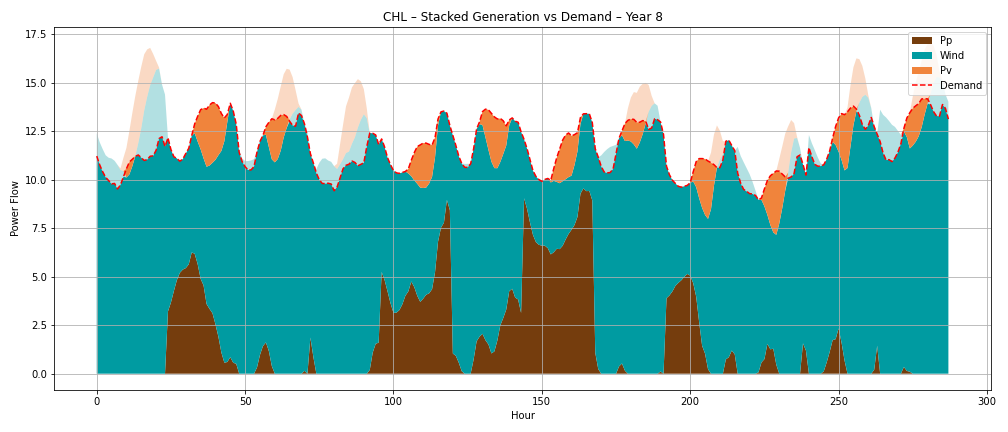 CHL – Stacked Generation vs Demand – Year 8
Power Flow
17.5
15.0
12.5
10.0
7.5
5.0
2.5
0.0
Pp
Wind
Pv
Demand
0 50 100 150 200 250 300
Hour